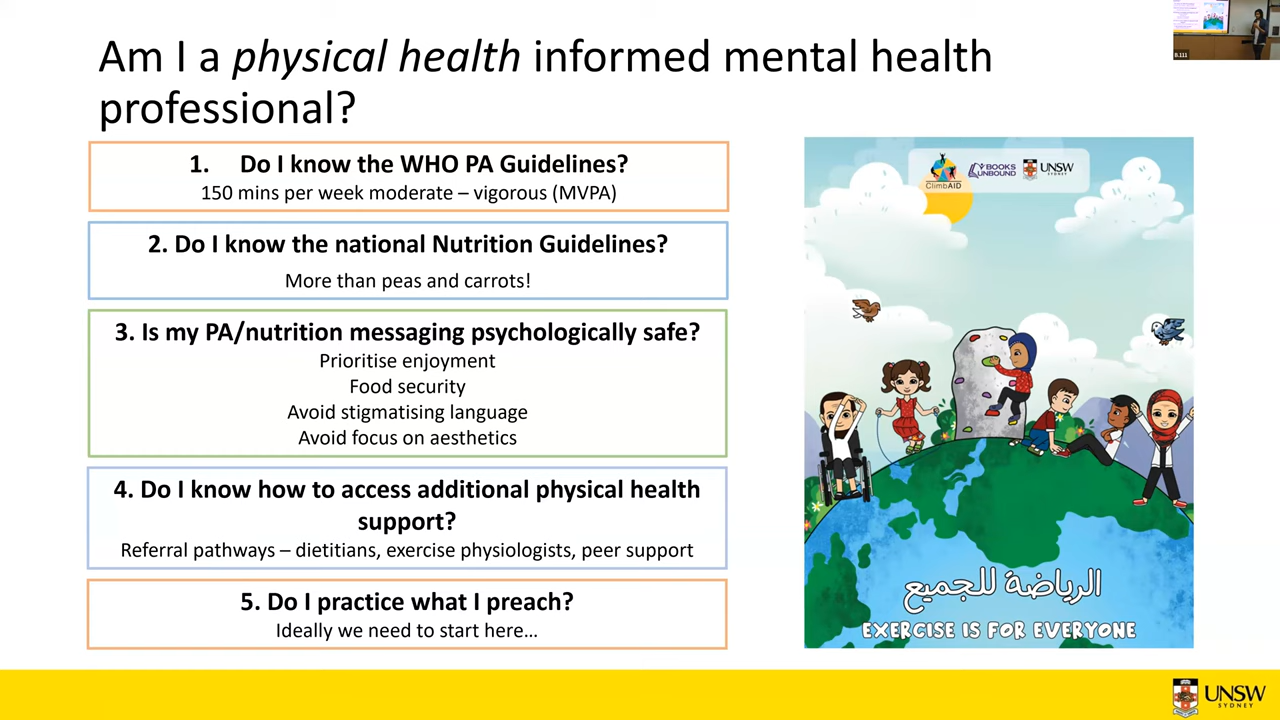 Am I a physical health informed mental health
professional?
1. Do I know the WHO PA Guidelines?
150 mins per week moderate – vigorous (MVPA)
2. Do I know the national Nutrition Guidelines?
More than peas and carrots!
3. Is my PA/nutrition messaging psychologically safe?
Prioritise enjoyment
Food security
Avoid stigmatising language
Avoid focus on aesthetics
4. Do I know how to access additional physical health
support?
Referral pathways – dietitians, exercise physiologists, peer support
5. Do I practice what I preach?
Ideally we need to start here...
ClimbAID
BOOKS
UNBOUND
UNSW
SYDNEY
الرياضة للجميع
EXERCISE IS FOR EVERYONE
UNSW
SYDNEY